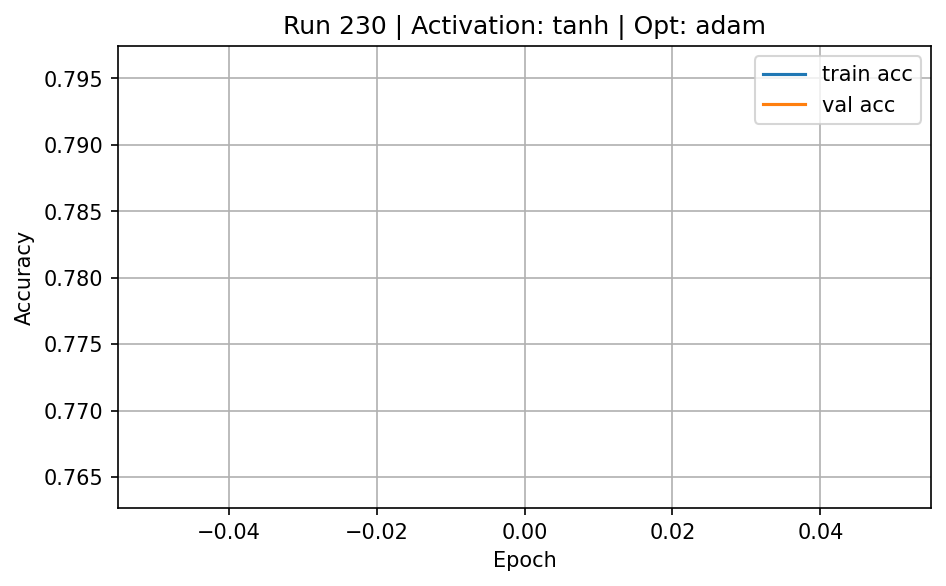 Run 230 | Activation: tanh | Opt: adam
train acc
val acc
0.795
0.790
0.785
0.780
0.775
0.770
0.765
Accuracy
−0.04
−0.02
0.00
0.02
0.04
Epoch